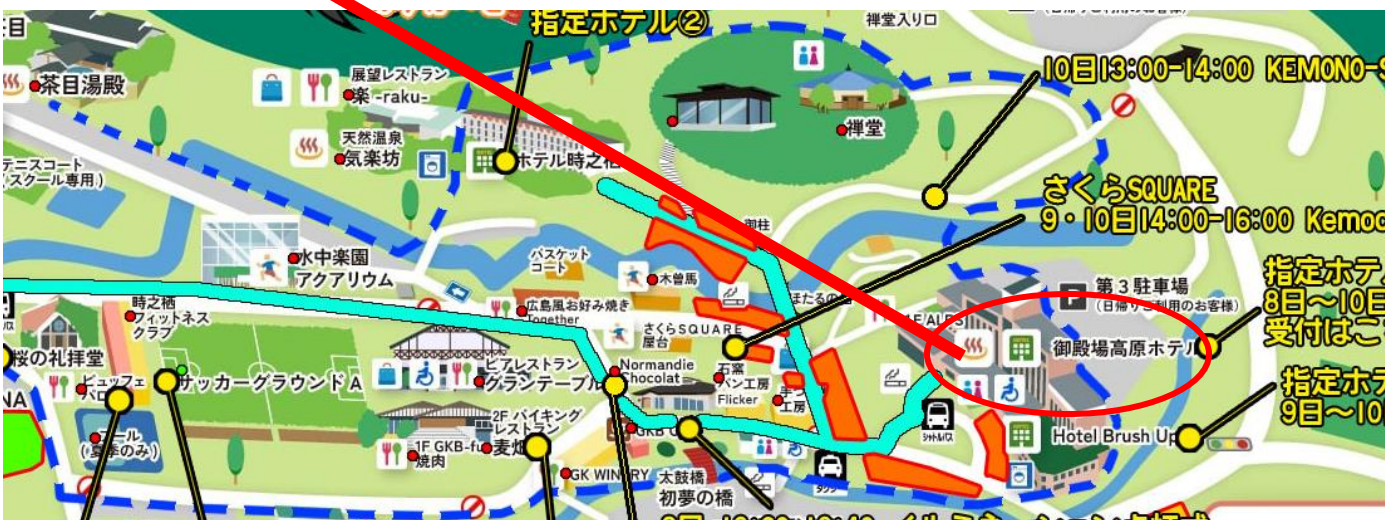 指定ホテル②
禅堂入り口
茶目湯殿
展望レストラン
楽 -raku-
10日13:00-14:00 KEMONO-S
天然温泉
気楽坊
ホテル時之栖
禅堂
テニスコート
スクール専用)
さくらSQUARE
9・10日14:00-16:00 Kemoc
御柱
水中楽園
アクアリウム
バスケット
コート
木曽馬
第3駐車場
(日帰りご利用のお客様)
指定ホテル
8日～10日
受付はこ
時之栖
フィットネス
クラブ
広島風お好み焼き
Together
さくらSQUARE
屋台
御殿場高原ホテル
桜の礼拝堂
ビュッフェ
サッカーグラウンドA
ビアレストラン
グランテーブル
Normandie
Chocolat
石窯
パン工房
Flicker
工房
シャトルバス
指定ホテ
9日～10
プール
(夏季のみ)
2F バイキング
レストラン
麦畑
1F GKB-fu
焼肉
Hotel Brush Up
GK WINERY
太鼓橋
初夢の橋
タクシー